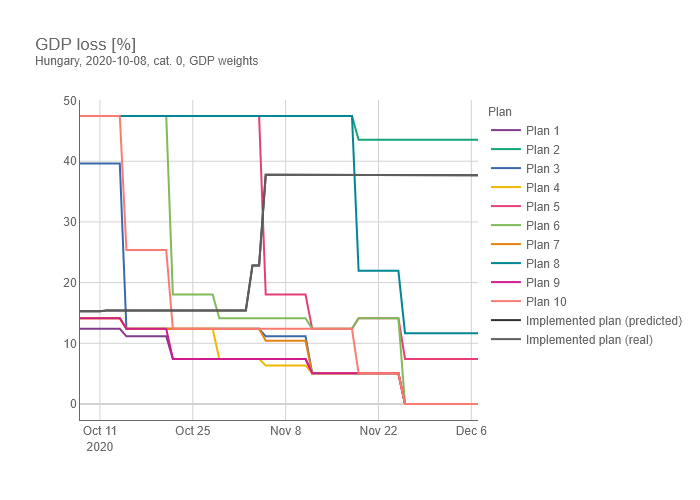 GDP loss [%]
Hungary, 2020-10-08, cat. 0, GDP weights
50
40
30
20
10
0
Oct 11
2020
Oct 25
Nov 8
Nov 22
Dec 6
Plan
Plan 1
Plan 2
Plan 3
Plan 4
Plan 5
Plan 6
Plan 7
Plan 8
Plan 9
Plan 10
Implemented plan (predicted)
Implemented plan (real)